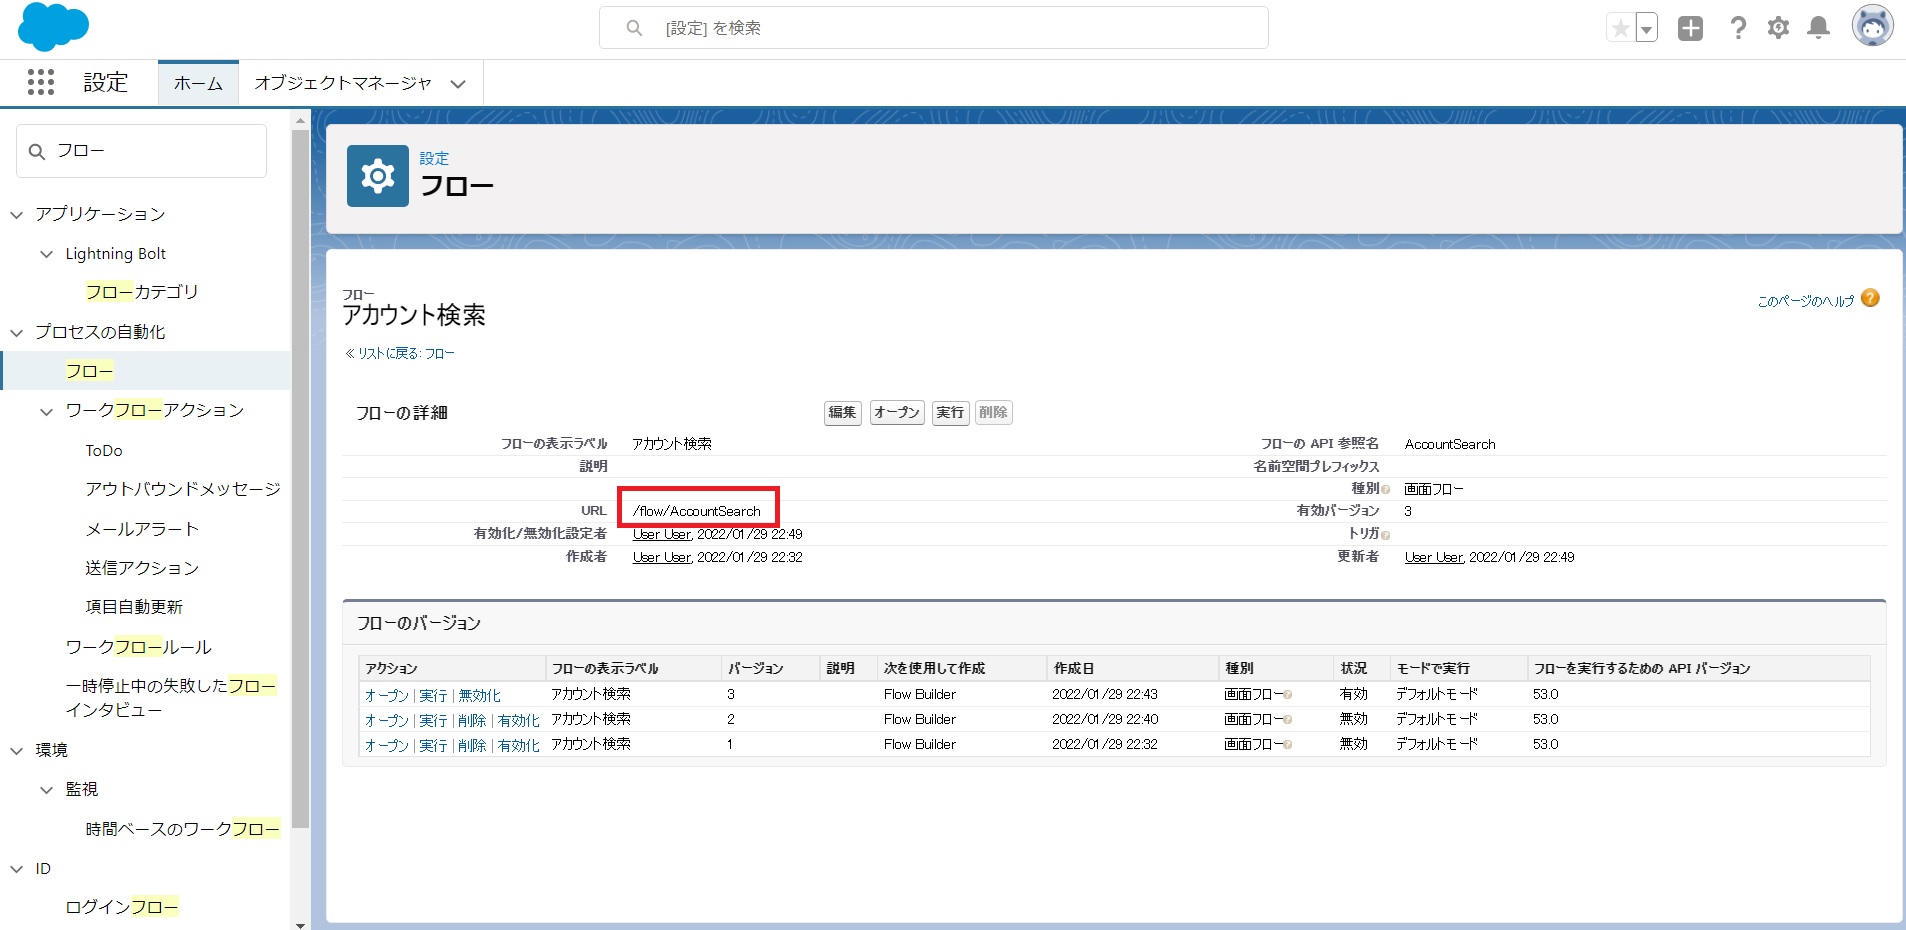 [設定] を検索
設定
ホーム
オブジェクトマネージャ
フロー
アプリケーション
Lightning Bolt
フローカテゴリ
プロセスの自動化
フロー
ワークフローアクション
ToDo
アウトバウンドメッセージ
メールアラート
送信アクション
項目自動更新
ワークフロールール
一時停止中の失敗したフロー
インタビュー
環境
監視
時間ベースのワークフロー
ID
ログインフロー
設定
フロー
フロー
アカウント検索
このページのヘルプ
« リストに戻る: フロー
フローの詳細 編集 オープン 実行 削除
フローの表示ラベル アカウント検索 フローの API 参照名 AccountSearch
説明 名前空間プレフィックス
種別 画面フロー
URL /flow/AccountSearch 有効バージョン 3
有効化/無効化設定者 User User, 2022/01/29 22:49 トリガ
作成者 User User, 2022/01/29 22:32 更新者 User User, 2022/01/29 22:49
フローのバージョン
アクション フローの表示ラベル バージョン 説明 次を使用して作成 作成日 種別 状況 モードで実行 フローを実行するための API バージョン
オープン | 実行 | 無効化 アカウント検索 3 Flow Builder 2022/01/29 22:43 画面フロー 有効 デフォルトモード 53.0
オープン | 実行 | 削除 | 有効化 アカウント検索 2 Flow Builder 2022/01/29 22:40 画面フロー 無効 デフォルトモード 53.0
オープン | 実行 | 削除 | 有効化 アカウント検索 1 Flow Builder 2022/01/29 22:32 画面フロー 無効 デフォルトモード 53.0